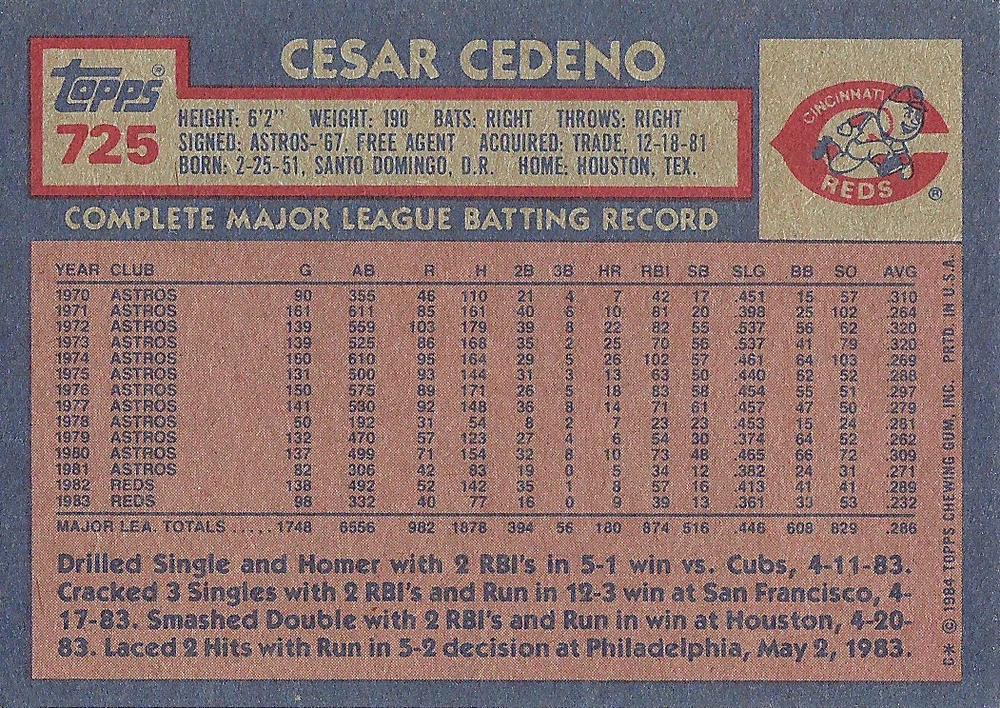 CESAR CEDENO
Topps®
725
HEIGHT: 6'2" WEIGHT: 190 BATS: RIGHT THROWS: RIGHT
SIGNED: ASTROS-'67, FREE AGENT ACQUIRED: TRADE, 12-18-81
BORN: 2-25-51, SANTO DOMINGO, D.R. HOME: HOUSTON, TEX.
CINCINNATI
REDS
®
COMPLETE MAJOR LEAGUE BATTING RECORD
YEAR CLUB G AB R H 2B 3B HR RBI SB SLG BB SO AVG
1970 ASTROS 90 355 46 110 21 4 7 42 17 .451 15 57 .310
1971 ASTROS 161 611 85 161 40 6 10 81 20 .398 25 102 .264
1972 ASTROS 139 559 103 179 39 8 22 82 55 .537 56 62 .320
1973 ASTROS 139 525 86 168 35 2 25 70 56 .537 41 79 .320
1974 ASTROS 160 610 95 164 29 5 26 102 57 .461 64 103 .269
1975 ASTROS 131 500 93 144 31 3 13 63 50 .440 62 52 .288
1976 ASTROS 150 575 89 171 26 5 18 83 58 .454 55 51 .297
1977 ASTROS 141 530 92 148 36 8 14 71 61 .457 47 50 .279
1978 ASTROS 50 192 31 54 8 2 7 23 23 .453 15 24 .281
1979 ASTROS 132 470 57 123 27 4 6 54 30 .374 64 52 .262
1980 ASTROS 137 499 71 154 32 8 10 73 48 .465 66 72 .309
1981 ASTROS 82 306 42 83 19 0 5 34 12 .382 24 31 .271
1982 REDS 138 492 52 142 35 1 8 57 16 .413 41 41 .289
1983 REDS 98 332 40 77 16 0 9 39 13 .361 33 53 .232
MAJOR LEA. TOTALS ..... 1748 6556 982 1878 394 56 180 874 516 .446 608 829 .286
Drilled Single and Homer with 2 RBI's in 5-1 win vs. Cubs, 4-11-83.
Cracked 3 Singles with 2 RBI's and Run in 12-3 win at San Francisco, 4-
17-83. Smashed Double with 2 RBI's and Run in win at Houston, 4-20-
83. Laced 2 Hits with Run in 5-2 decision at Philadelphia, May 2, 1983.
C* © 1984 TOPPS CHEWING GUM, INC. PRTD. IN U.S.A.